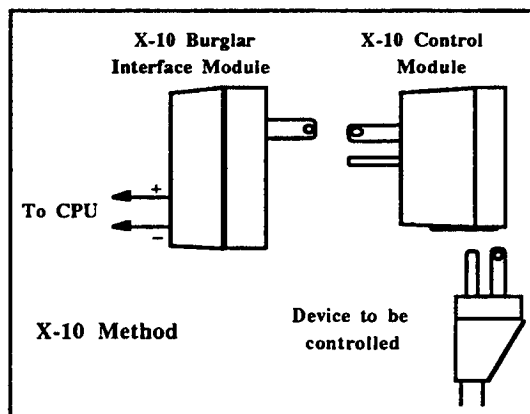 X-10 Burglar
Interface Module
X-10 Control
Module
+
To CPU
–
X-10 Method
Device to be
controlled